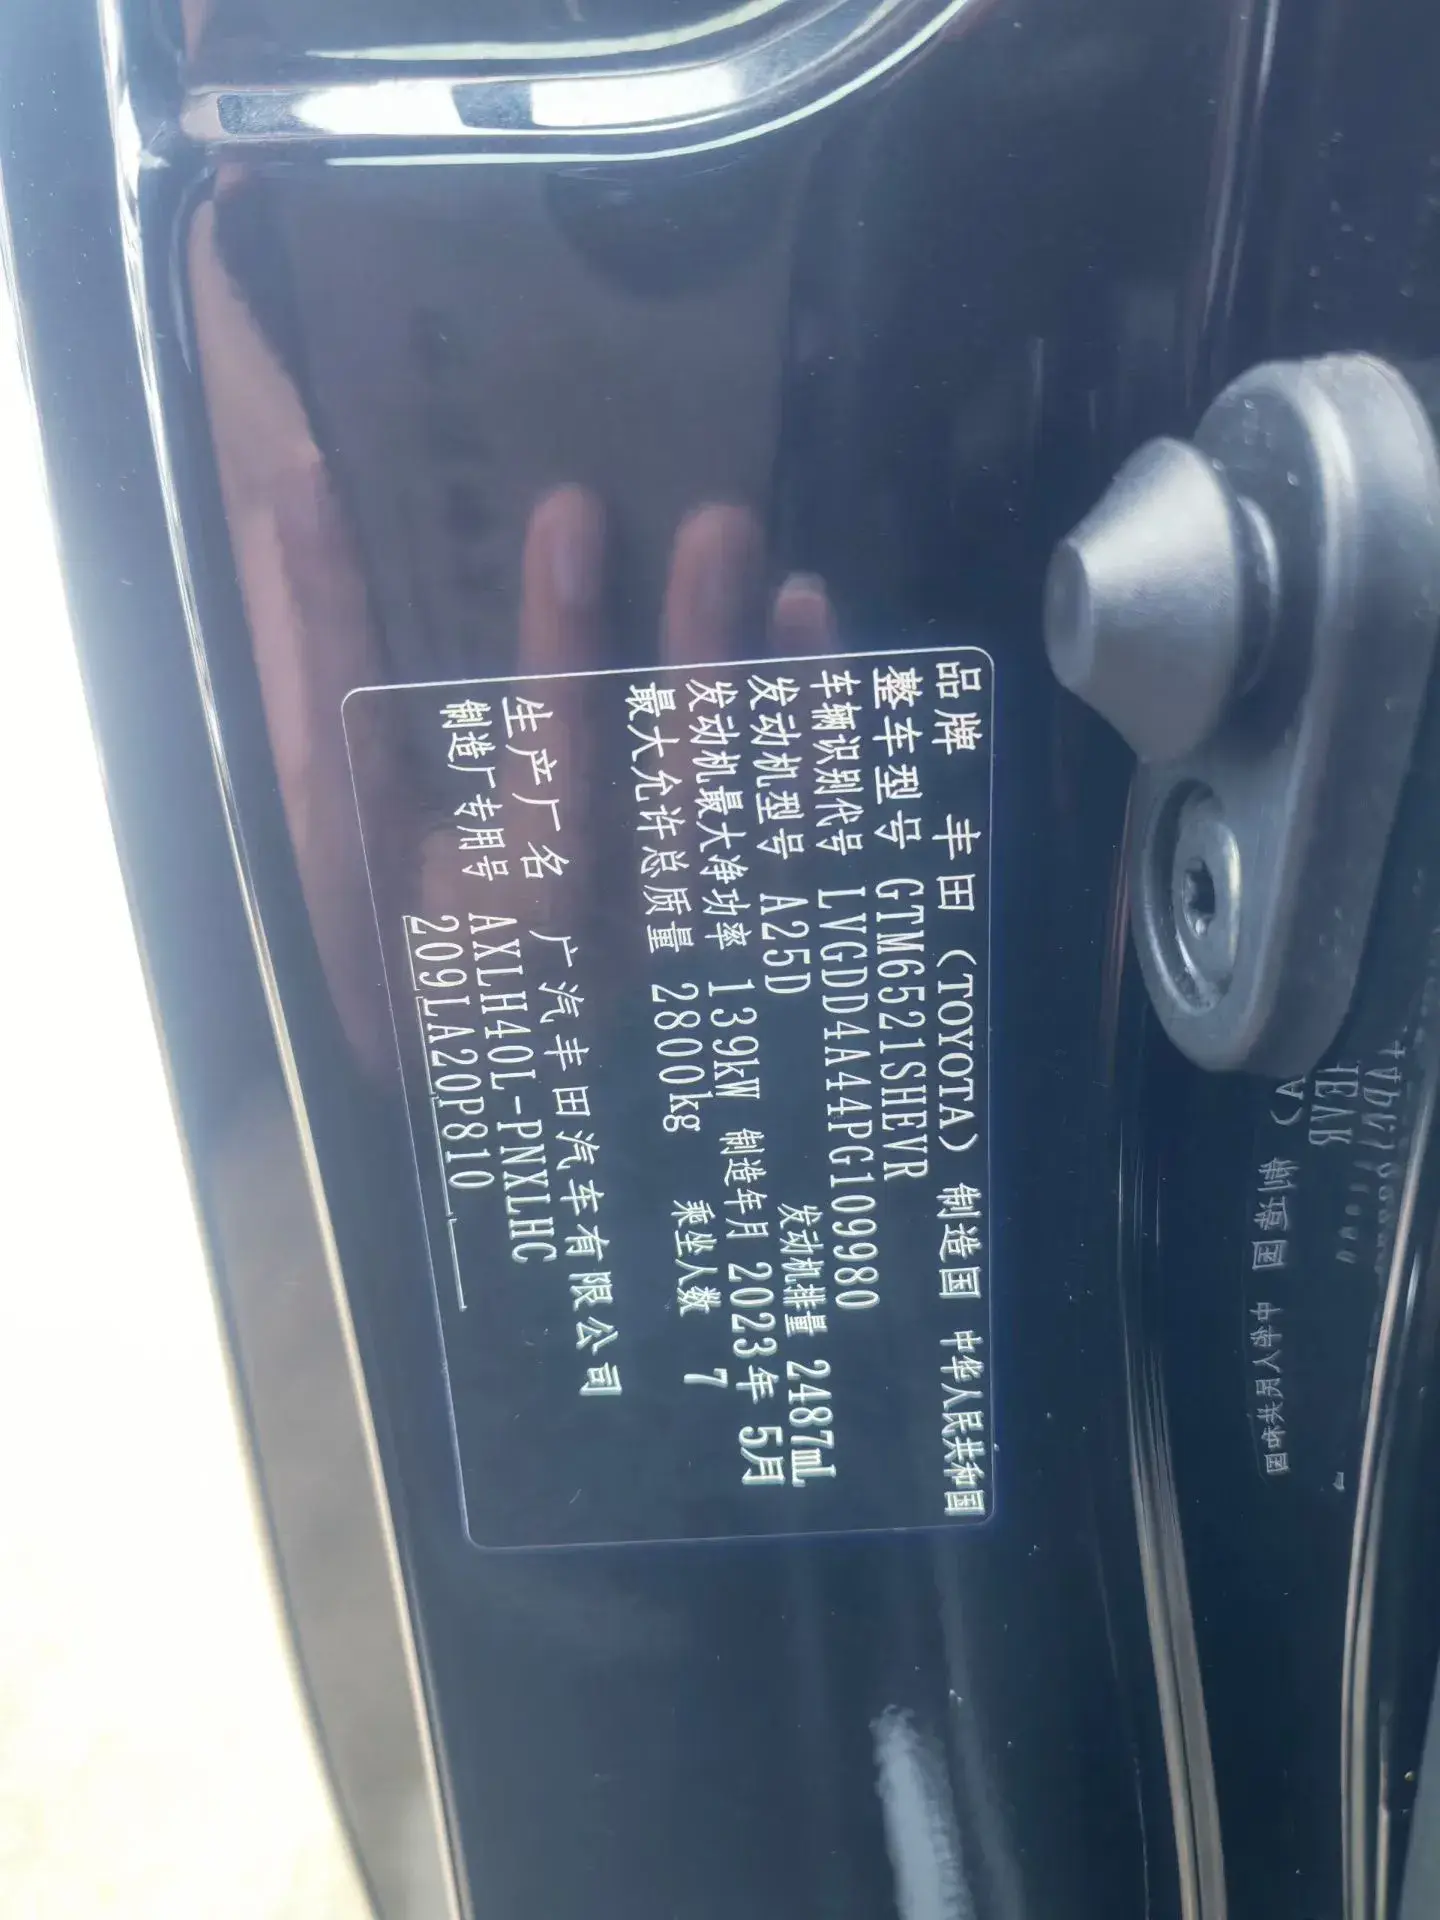 品牌 丰田（TOYOTA） 制造国 中华人民共和国
整车型号 GTM6521SHEVR
车辆识别代号 LVGDD4A44PG109980
发动机型号 A25D 发动机排量 2487mL
发动机最大净功率 139kW 制造年月 2023年 5月
最大允许总质量 2800kg 乘坐人数 7
生产厂名 广汽丰田汽车有限公司
制造厂专用号 AXLH40L-PNXLHC
209LA20P810